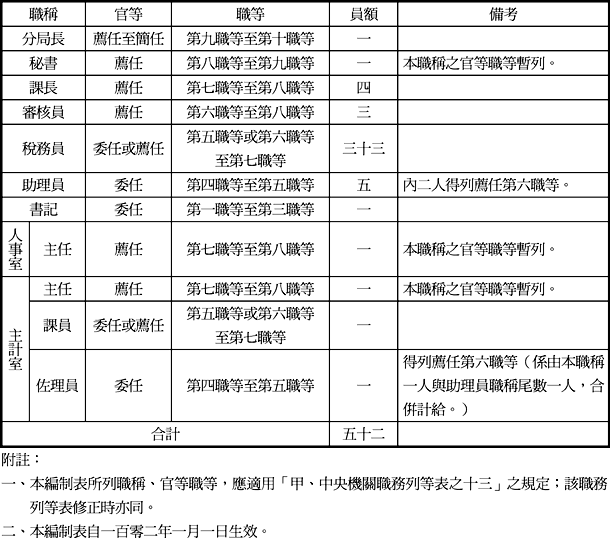 職稱 官等 職等 員額 備考
分局長 薦任至簡任 第九職等至第十職等 一
秘書 薦任 第八職等至第九職等 一 本職稱之官等職等暫列。
課長 薦任 第七職等至第八職等 四
審核員 薦任 第六職等至第八職等 三
稅務員 委任或薦任 第五職等或第六職等
至第七職等 三十三
助理員 委任 第四職等至第五職等 五 內二人得列薦任第六職等。
書記 委任 第一職等至第三職等 一
人事室 主任 薦任 第七職等至第八職等 一 本職稱之官等職等暫列。
主計室 主任 薦任 第七職等至第八職等 一 本職稱之官等職等暫列。
課員 委任或薦任 第五職等或第六職等
至第七職等 一
佐理員 委任 第四職等至第五職等 一 得列薦任第六職等（係由本職稱
一人與助理員職稱尾數一人，合
併計給。）
合計 五十二
附註：
一、本編制表所列職稱、官等職等，應適用「甲、中央機關職務列等表之十三」之規定；該職務
列等表修正時亦同。
二、本編制表自一百零二年一月一日生效。